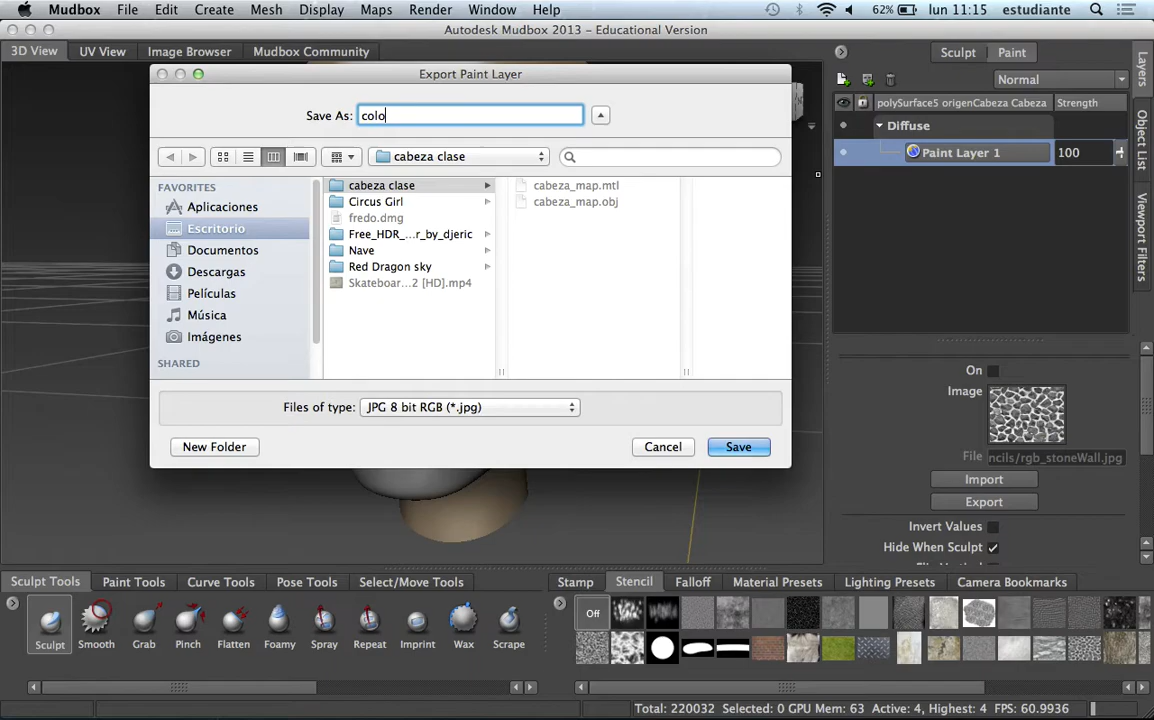 Mudbox File Edit Create Mesh Display Maps Render Window Help 62% lun 11:15 estudiante
Autodesk Mudbox 2013 - Educational Version
3D View UV View Image Browser Mudbox Community Sculpt Paint
Export Paint Layer
Save As: colo
Normal
polySurface5 origenCabeza Cabeza Strength
Diffuse
Paint Layer 1 100
Layers
Object List
Viewport Filters
cabeza clase
FAVORITES
Aplicaciones
Escritorio
Documentos
Descargas
Películas
Música
Imágenes
SHARED
cabeza clase
Circus Girl
fredo.dmg
Free_HDR_...r_by_djeric
Nave
Red Dragon sky
Skateboar...2 [HD].mp4
cabeza_map.mtl
cabeza_map.obj
Files of type: JPG 8 bit RGB (*.jpg)
New Folder Cancel Save
On
Image
File ncils/rgb_stoneWall.jpg
Import
Export
Invert Values
Hide When Sculpt
Sculpt Tools Paint Tools Curve Tools Pose Tools Select/Move Tools Stamp Stencil Falloff Material Presets Lighting Presets Camera Bookmarks
Off
Sculpt Smooth Grab Pinch Flatten Foamy Spray Repeat Imprint Wax Scrape
Total: 220032 Selected: 0 GPU Mem: 63 Active: 4, Highest: 4 FPS: 60.9936